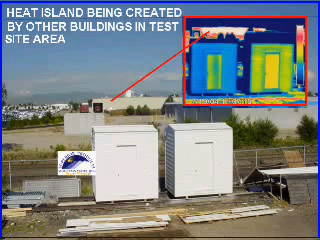 HEAT ISLAND BEING CREATED
BY OTHER BUILDINGS IN TEST
SITE AREA